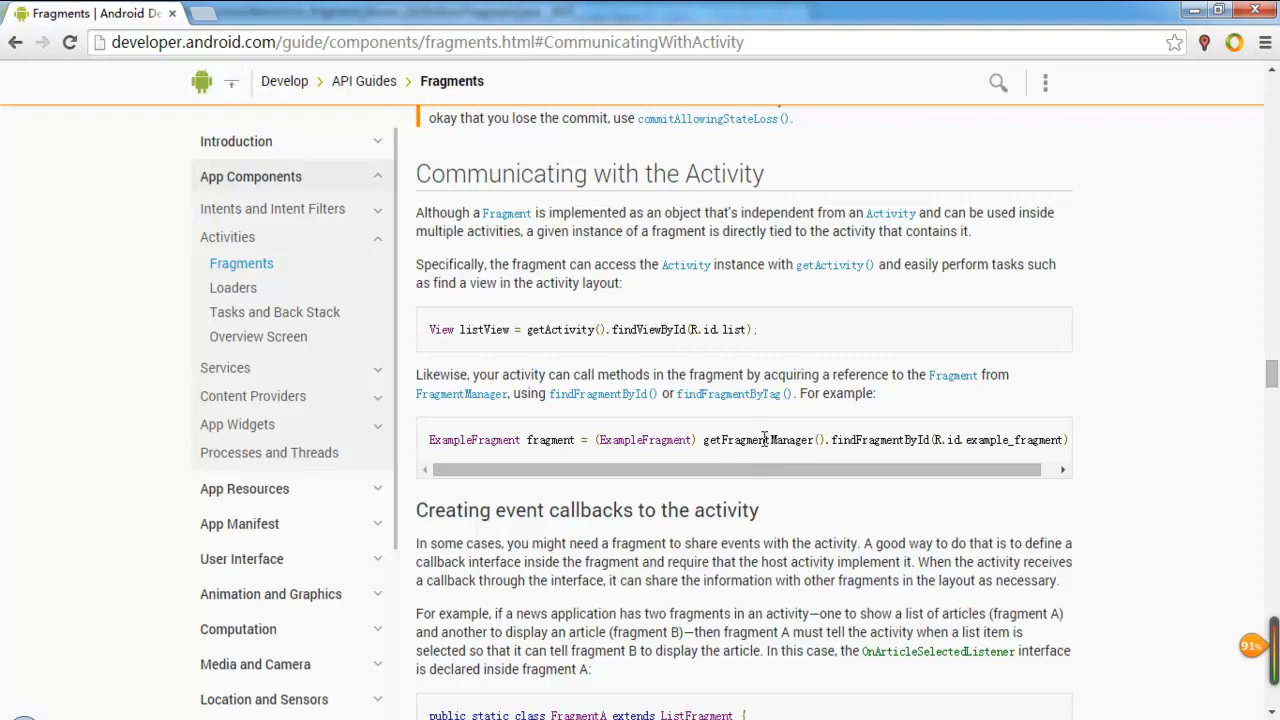 Fragments | Android De
developer.android.com/guide/components/fragments.html#CommunicatingWithActivity
Develop > API Guides > Fragments
okay that you lose the commit, use commitAllowingStateLoss().
Introduction
App Components
Intents and Intent Filters
Activities
Fragments
Loaders
Tasks and Back Stack
Overview Screen
Services
Content Providers
App Widgets
Processes and Threads
App Resources
App Manifest
User Interface
Animation and Graphics
Computation
Media and Camera
Location and Sensors
Communicating with the Activity
Although a Fragment is implemented as an object that's independent from an Activity and can be used inside
multiple activities, a given instance of a fragment is directly tied to the activity that contains it.
Specifically, the fragment can access the Activity instance with getActivity() and easily perform tasks such
as find a view in the activity layout:
View listView = getActivity().findViewById(R.id.list);
Likewise, your activity can call methods in the fragment by acquiring a reference to the Fragment from
FragmentManager, using findFragmentById() or findFragmentByTag(). For example:
ExampleFragment fragment = (ExampleFragment) getFragmentManager().findFragmentById(R.id.example_fragment)
Creating event callbacks to the activity
In some cases, you might need a fragment to share events with the activity. A good way to do that is to define a
callback interface inside the fragment and require that the host activity implement it. When the activity receives
a callback through the interface, it can share the information with other fragments in the layout as necessary.
For example, if a news application has two fragments in an activity—one to show a list of articles (fragment A)
and another to display an article (fragment B)—then fragment A must tell the activity when a list item is
selected so that it can tell fragment B to display the article. In this case, the OnArticleSelectedListener interface
is declared inside fragment A:
public static class FragmentA extends ListFragment {
91%